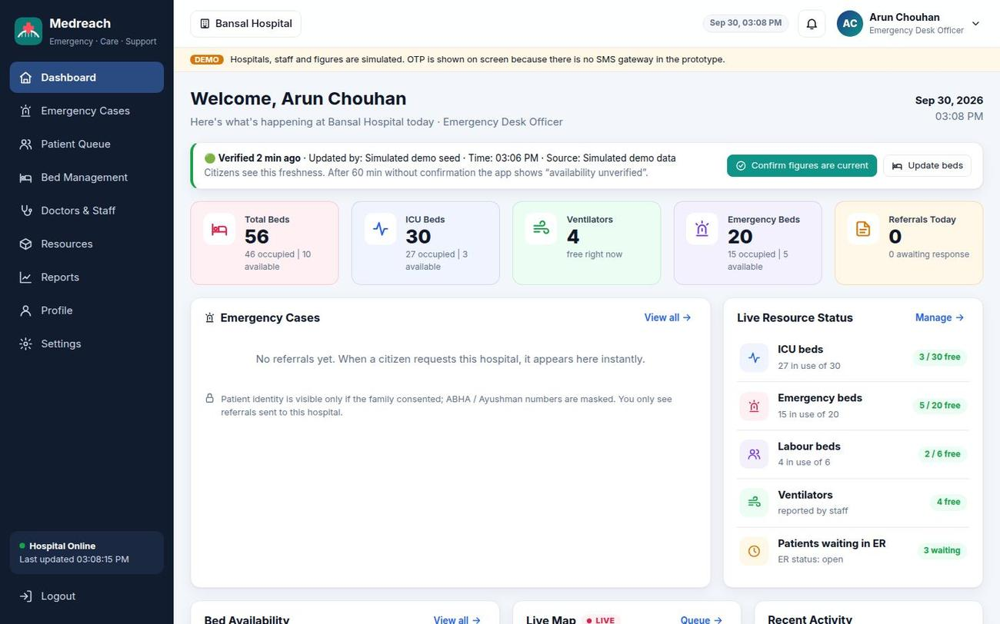 Medreach
Emergency · Care · Support
Dashboard
Emergency Cases
Patient Queue
Bed Management
Doctors & Staff
Resources
Reports
Profile
Settings
Hospital Online
Last updated 03:08:15 PM
Logout
Bansal Hospital
Sep 30, 03:08 PM
AC
Arun Chouhan
Emergency Desk Officer
DEMO Hospitals, staff and figures are simulated. OTP is shown on screen because there is no SMS gateway in the prototype.
Welcome, Arun Chouhan
Here's what's happening at Bansal Hospital today · Emergency Desk Officer
Sep 30, 2026
03:08 PM
Verified 2 min ago · Updated by: Simulated demo seed · Time: 03:06 PM · Source: Simulated demo data
Citizens see this freshness. After 60 min without confirmation the app shows “availability unverified”.
Confirm figures are current
Update beds
Total Beds
56
46 occupied | 10
available
ICU Beds
30
27 occupied | 3
available
Ventilators
4
free right now
Emergency Beds
20
15 occupied | 5
available
Referrals Today
0
0 awaiting response
Emergency Cases
View all →
No referrals yet. When a citizen requests this hospital, it appears here instantly.
Patient identity is visible only if the family consented; ABHA / Ayushman numbers are masked. You only see
referrals sent to this hospital.
Live Resource Status
Manage →
ICU beds
27 in use of 30
3 / 30 free
Emergency beds
15 in use of 20
5 / 20 free
Labour beds
4 in use of 6
2 / 6 free
Ventilators
reported by staff
4 free
Patients waiting in ER
ER status: open
3 waiting
Bed Availability
View all →
Live Map
LIVE
Queue →
Recent Activity